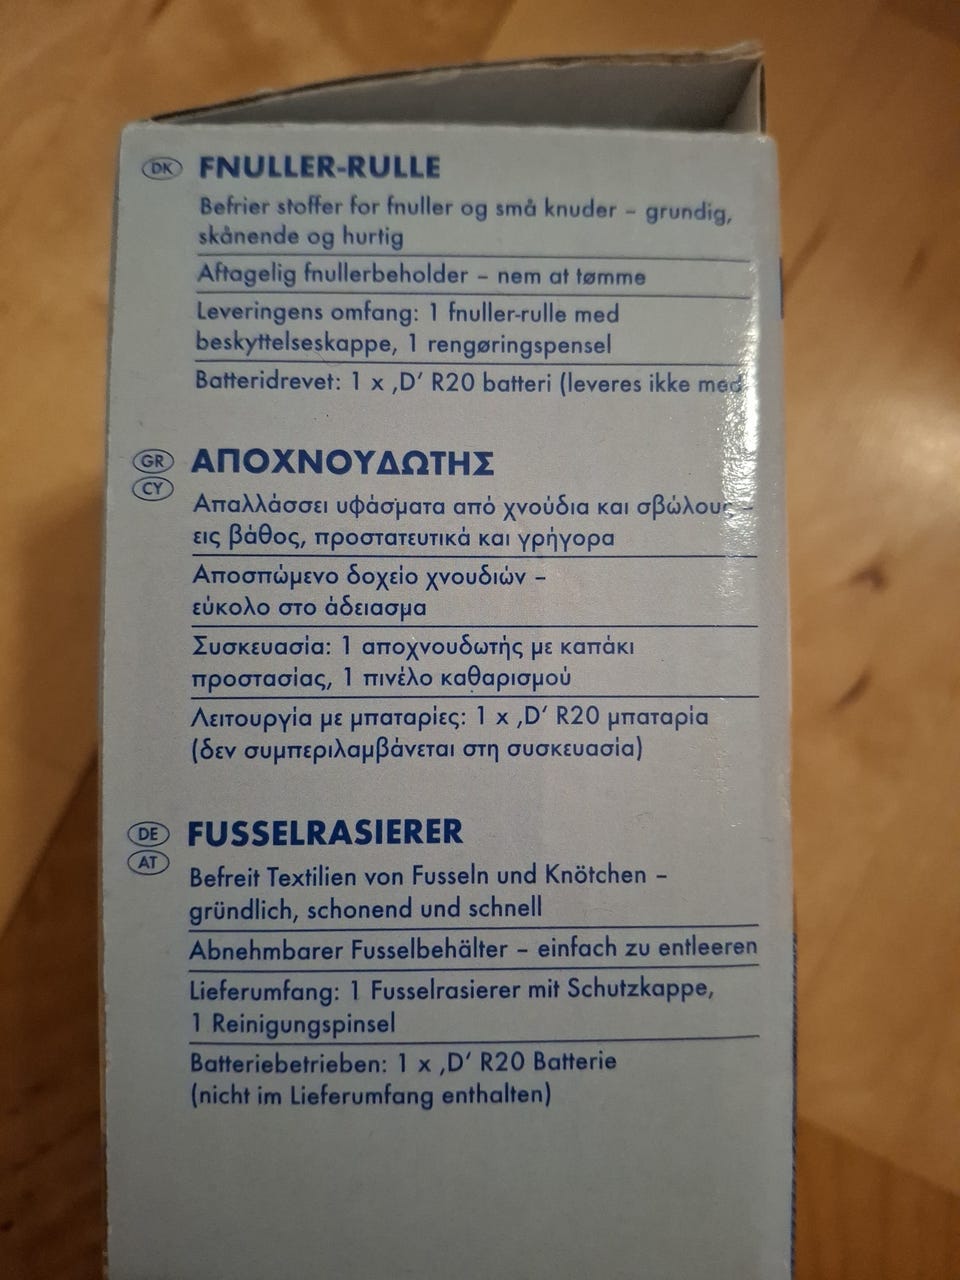 DK FNULLER-RULLE
Befrier stoffer for fnuller og små knuder – grundig,
skånende og hurtig
Aftagelig fnullerbeholder – nem at tømme
Leveringens omfang: 1 fnuller-rulle med
beskyttelseskappe, 1 rengøringspensel
Batteridrevet: 1 x ‚D‘ R20 batteri (leveres ikke med
GR ΑΠΟΧΝΟΥΔΩΤΗΣ
CY
Απαλλάσσει υφάσματα από χνούδια και σβώλους –
εις βάθος, προστατευτικά και γρήγορα
Αποσπώμενο δοχείο χνουδιών –
εύκολο στο άδειασμα
Συσκευασία: 1 αποχνουδωτής με καπάκι
προστασίας, 1 πινέλο καθαρισμού
Λειτουργία με μπαταρίες: 1 x ‚D‘ R20 μπαταρία
(δεν συμπεριλαμβάνεται στη συσκευασία)
DE FUSSELRASIERER
AT
Befreit Textilien von Fusseln und Knötchen –
gründlich, schonend und schnell
Abnehmbarer Fusselbehälter – einfach zu entleeren
Lieferumfang: 1 Fusselrasierer mit Schutzkappe,
1 Reinigungspinsel
Batteriebetrieben: 1 x ‚D‘ R20 Batterie
(nicht im Lieferumfang enthalten)